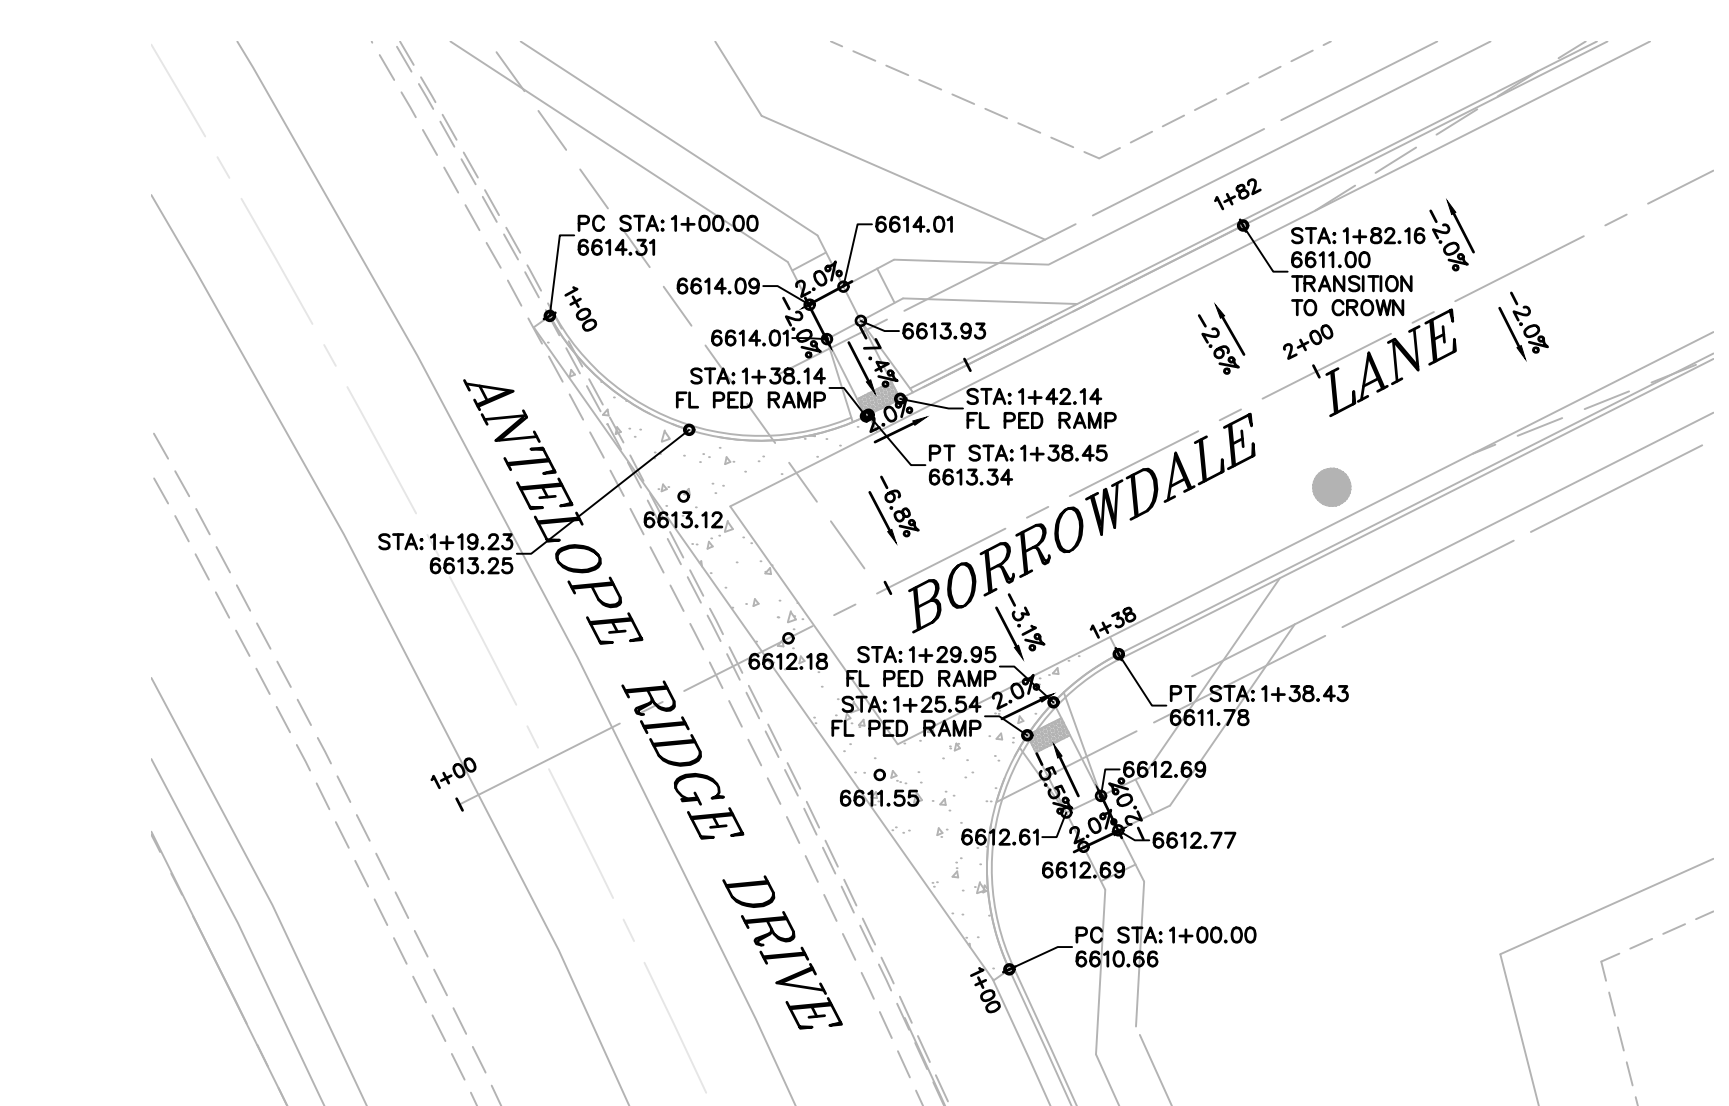 1+82
PC STA:1+00.00
6614.31
6614.01
STA:1+82.16
6611.00
TRANSITION
TO CROWN
-2.0%
2.0%
6614.09
1+00
-2.0%
6614.01
6613.93
-7.4%
-2.6%
2+00
-2.0%
STA:1+38.14
FL PED RAMP
STA:1+42.14
FL PED RAMP
2.0%
PT STA:1+38.45
6613.34
LANE
BORROWDALE
-6.8%
6613.12
STA:1+19.23
6613.25
ANTELOPE RIDGE DRIVE
-3.1%
1+38
6612.18
STA:1+29.95
FL PED RAMP
2.0%
STA:1+25.54
FL PED RAMP
PT STA:1+38.43
6611.78
1+00
6611.55
-5.5%
6612.69
-2.0%
2.0%
6612.61
6612.77
6612.69
PC STA:1+00.00
6610.66
1+00